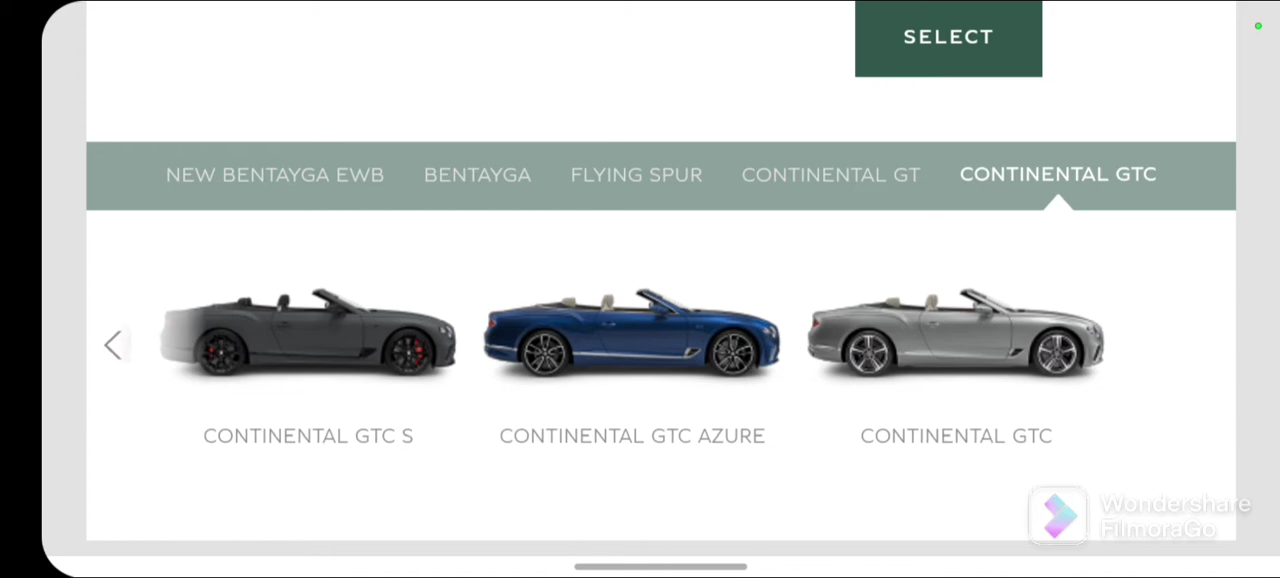 SELECT
NEW BENTAYGA EWB BENTAYGA FLYING SPUR CONTINENTAL GT CONTINENTAL GTC
CONTINENTAL GTC S CONTINENTAL GTC AZURE CONTINENTAL GTC
Wondershare
FilmoraGo